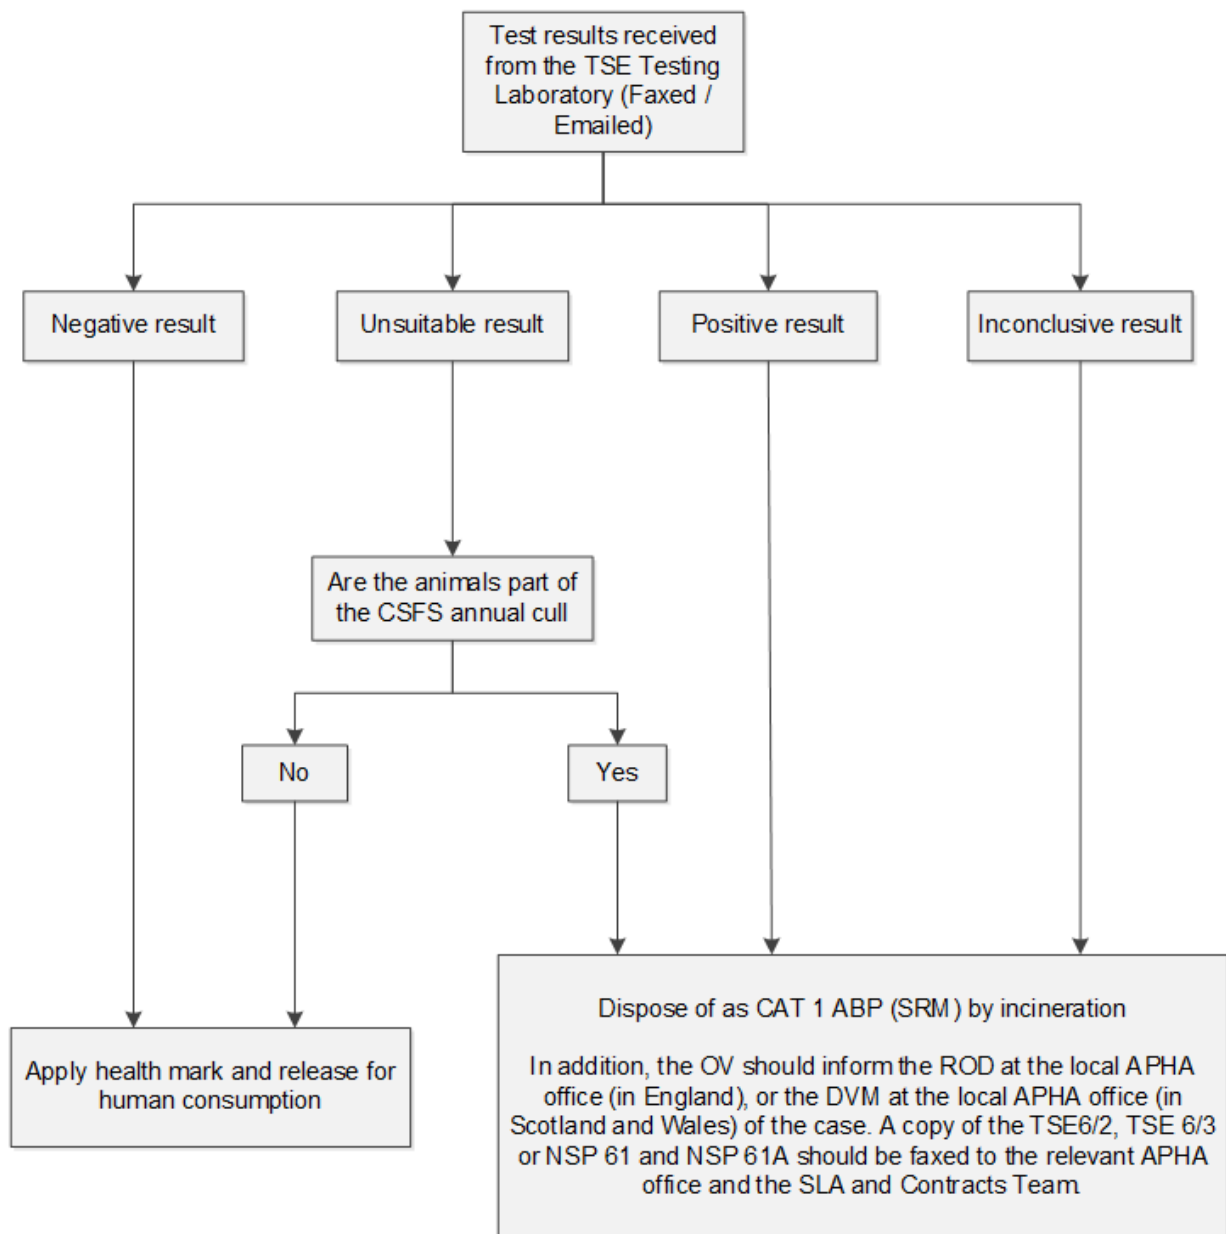 Test results received
from the TSE Testing
Laboratory (Faxed /
Emailed)
Negative result
Unsuitable result
Positive result
Inconclusive result
Are the animals part of
the CSFS annual cull
No
Yes
Apply health mark and release for
human consumption
Dispose of as CAT 1 ABP (SRM) by incineration
In addition, the OV should inform the ROD at the local APHA
office (in England), or the DVM at the local APHA office (in
Scotland and Wales) of the case. A copy of the TSE6/2, TSE 6/3
or NSP 61 and NSP 61A should be faxed to the relevant APHA
office and the SLA and Contracts Team.